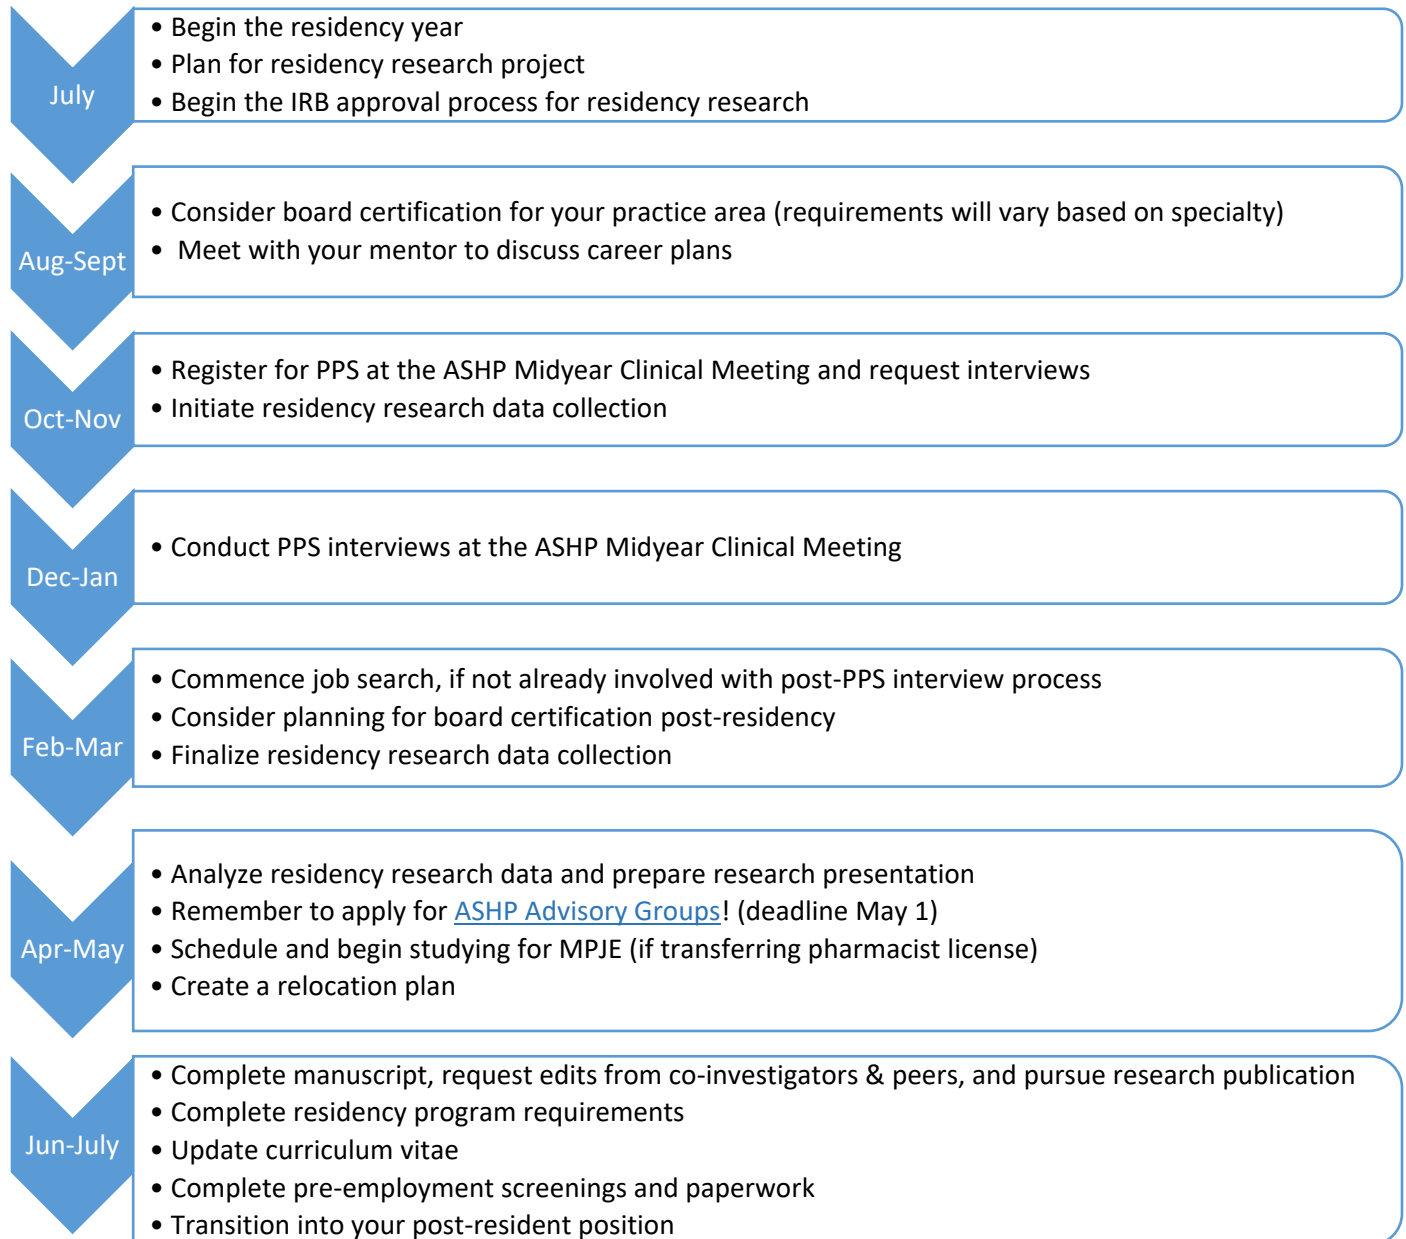 July
• Begin the residency year
• Plan for residency research project
• Begin the IRB approval process for residency research
Aug-Sept
• Consider board certification for your practice area (requirements will vary based on specialty)
• Meet with your mentor to discuss career plans
Oct-Nov
• Register for PPS at the ASHP Midyear Clinical Meeting and request interviews
• Initiate residency research data collection
Dec-Jan
• Conduct PPS interviews at the ASHP Midyear Clinical Meeting
Feb-Mar
• Commence job search, if not already involved with post-PPS interview process
• Consider planning for board certification post-residency
• Finalize residency research data collection
Apr-May
• Analyze residency research data and prepare research presentation
• Remember to apply for ASHP Advisory Groups! (deadline May 1)
• Schedule and begin studying for MPJE (if transferring pharmacist license)
• Create a relocation plan
Jun-July
• Complete manuscript, request edits from co-investigators & peers, and pursue research publication
• Complete residency program requirements
• Update curriculum vitae
• Complete pre-employment screenings and paperwork
• Transition into your post-resident position